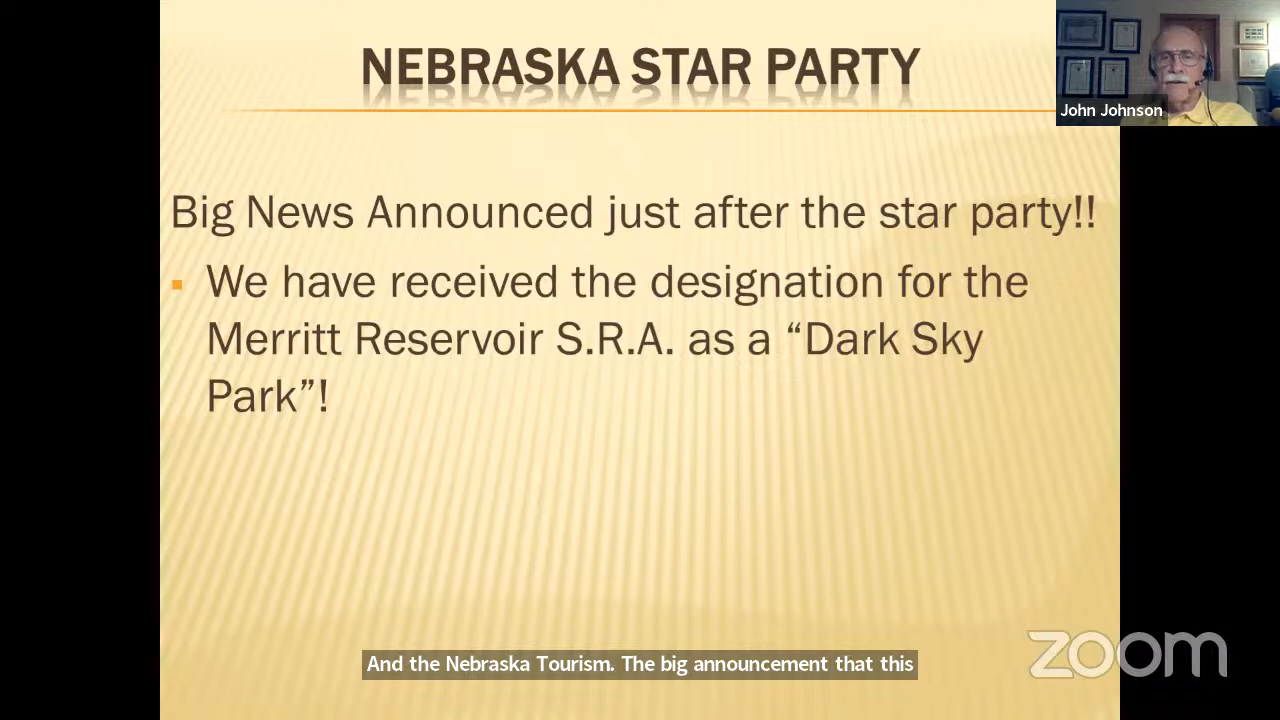 NEBRASKA STAR PARTY
John Johnson
Big News Announced just after the star party!!
▪ We have received the designation for the
Merritt Reservoir S.R.A. as a “Dark Sky
Park”!
And the Nebraska Tourism. The big announcement that this
zoom